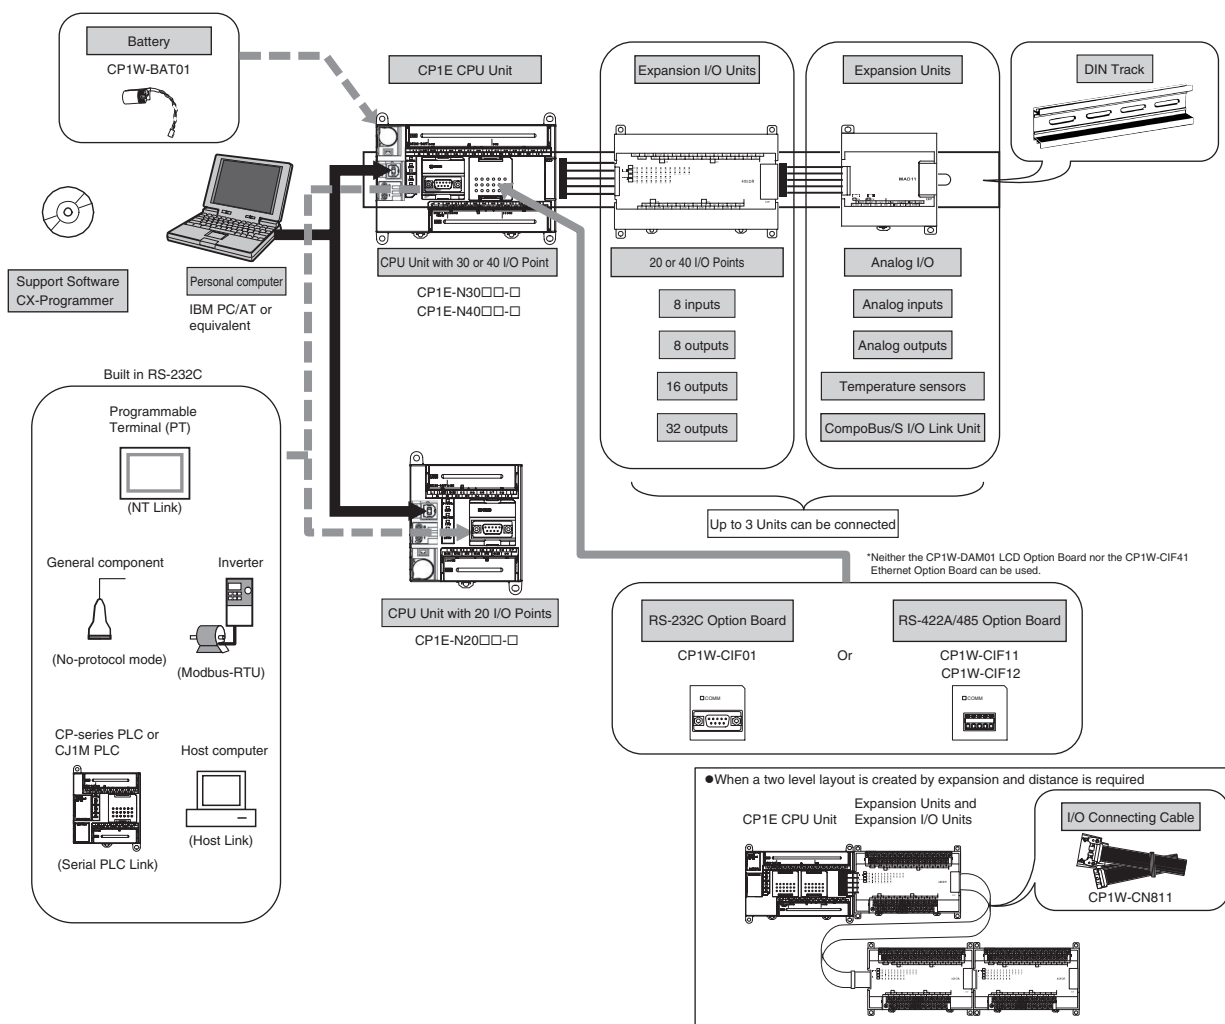 Battery
CP1W-BAT01
CP1E CPU Unit
Expansion I/O Units
Expansion Units
DIN Track
MAD11
40EDR
CPU Unit with 30 or 40 I/O Point
CP1E-N30□□-□
CP1E-N40□□-□
20 or 40 I/O Points
8 inputs
8 outputs
16 outputs
32 outputs
Analog I/O
Analog inputs
Analog outputs
Temperature sensors
CompoBus/S I/O Link Unit
Up to 3 Units can be connected
Support Software
CX-Programmer
Personal computer
IBM PC/AT or
equivalent
Built in RS-232C
Programmable
Terminal (PT)
(NT Link)
General component
(No-protocol mode)
Inverter
(Modbus-RTU)
CP-series PLC or
CJ1M PLC
(Serial PLC Link)
Host computer
(Host Link)
CPU Unit with 20 I/O Points
CP1E-N20□□-□
*Neither the CP1W-DAM01 LCD Option Board nor the CP1W-CIF41
Ethernet Option Board can be used.
RS-232C Option Board
CP1W-CIF01
COMM
Or
RS-422A/485 Option Board
CP1W-CIF11
CP1W-CIF12
COMM
●When a two level layout is created by expansion and distance is required
CP1E CPU Unit
Expansion Units and
Expansion I/O Units
I/O Connecting Cable
CP1W-CN811